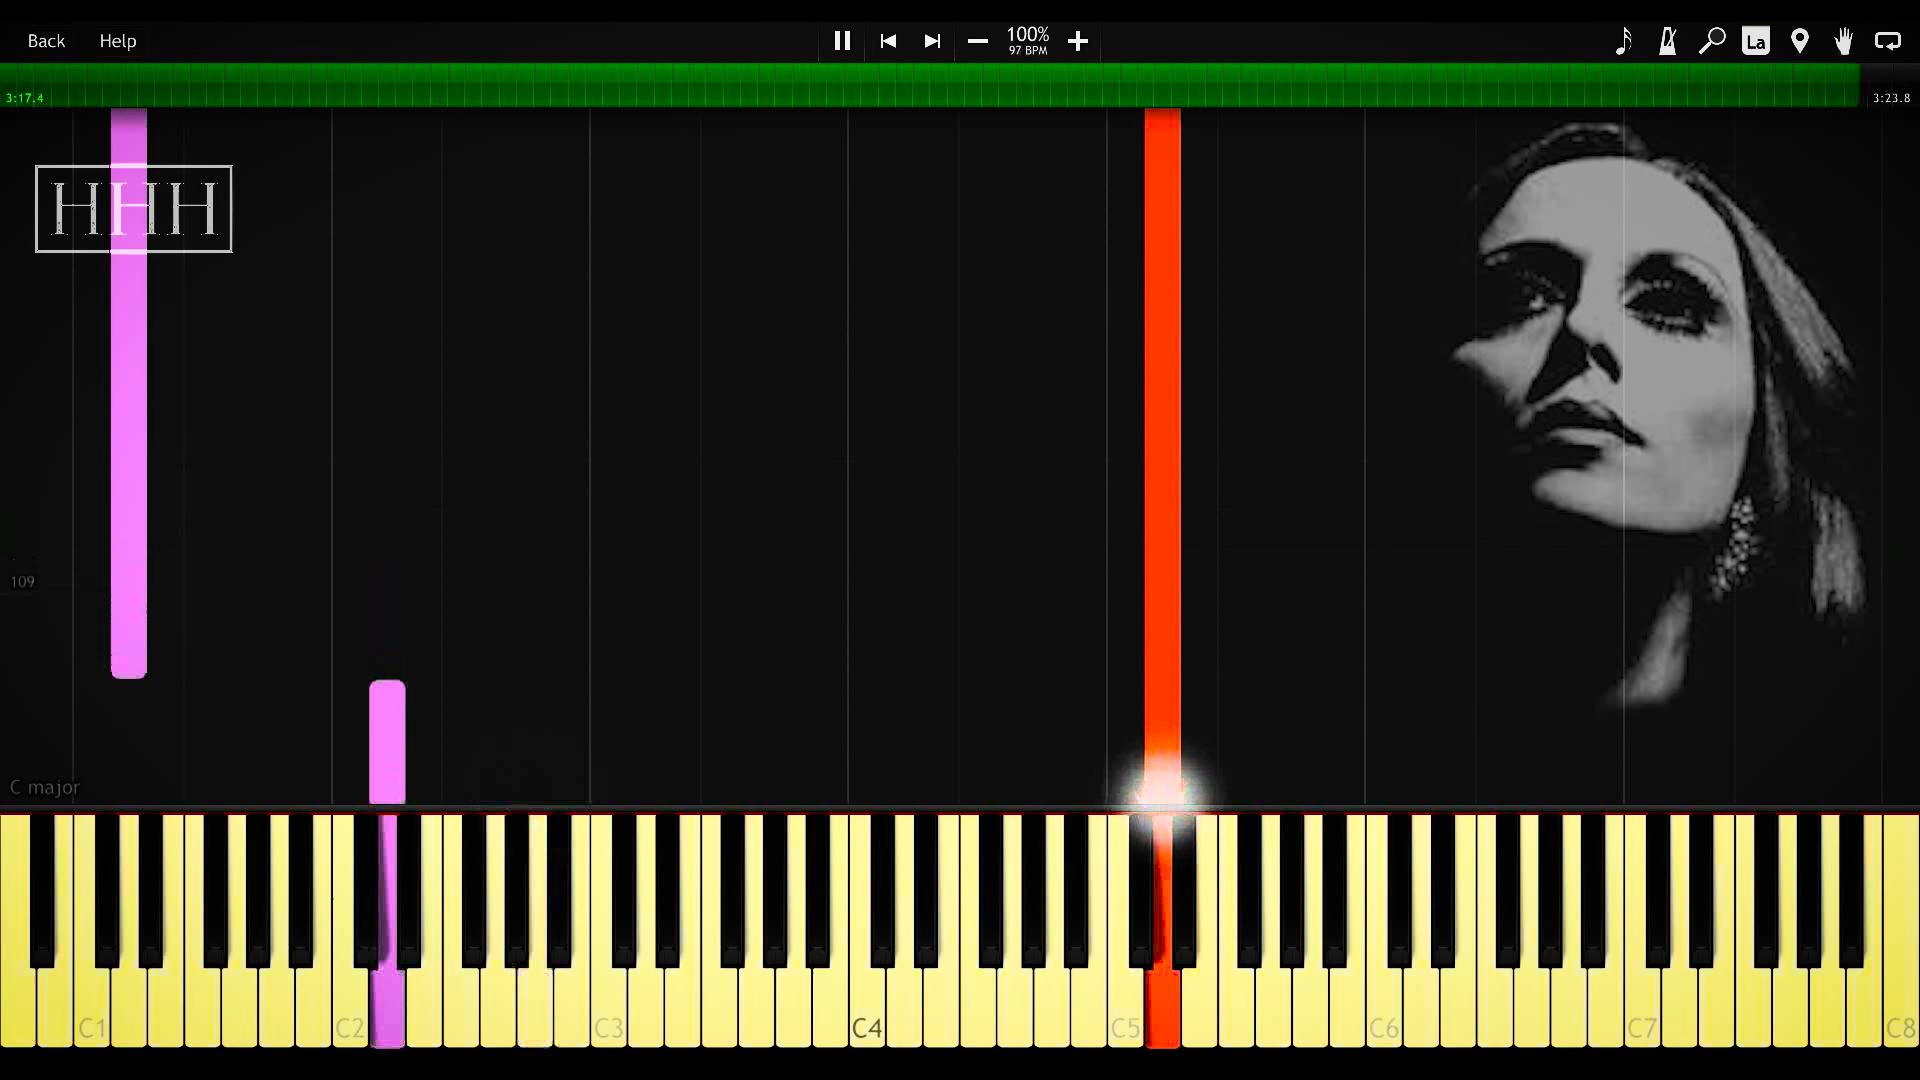 Back Help 100% La
97 BPM
3:17.4 3:23.8
HHH
109
C major
C1 C2 C3 C4 C5 C6 C7 C8